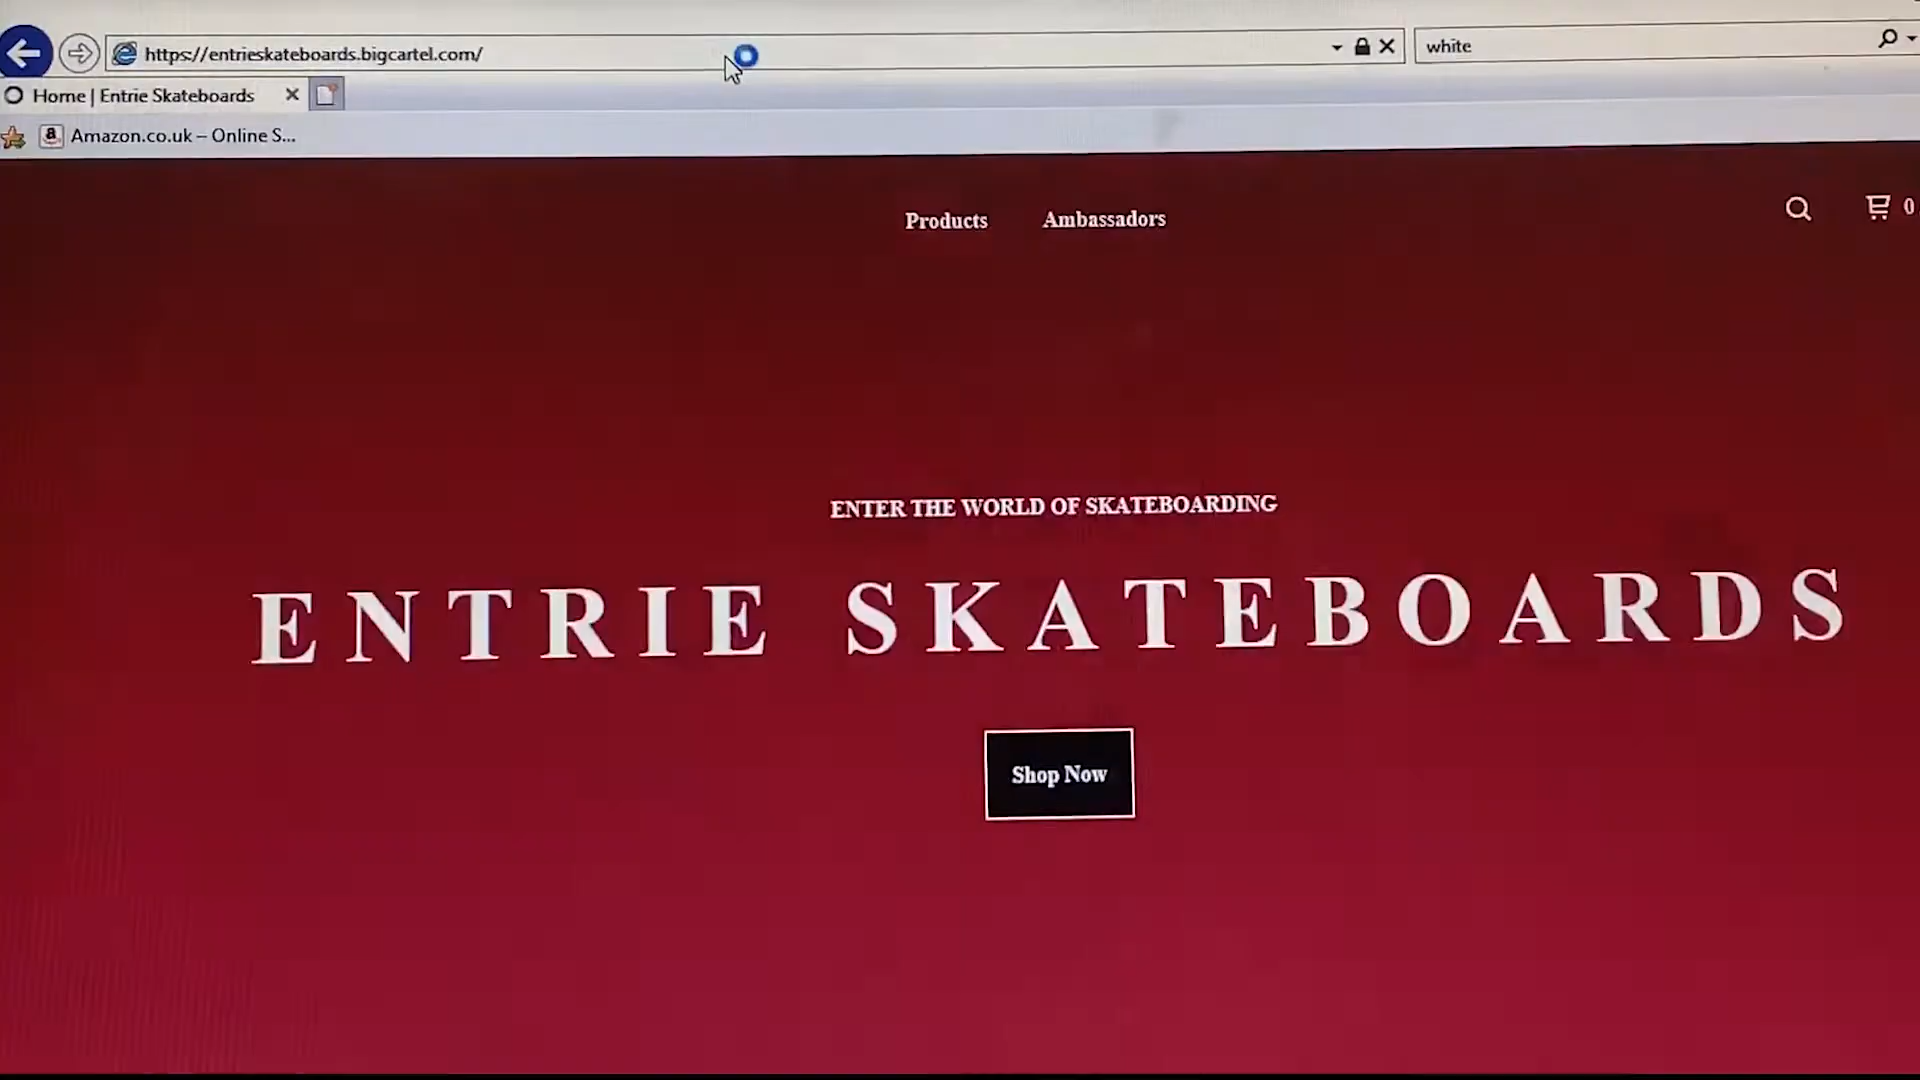 https://entrieskateboards.bigcartel.com/
white
Home | Entrie Skateboards
Amazon.co.uk – Online S...
Products
Ambassadors
0
ENTER THE WORLD OF SKATEBOARDING
ENTRIE SKATEBOARDS
Shop Now